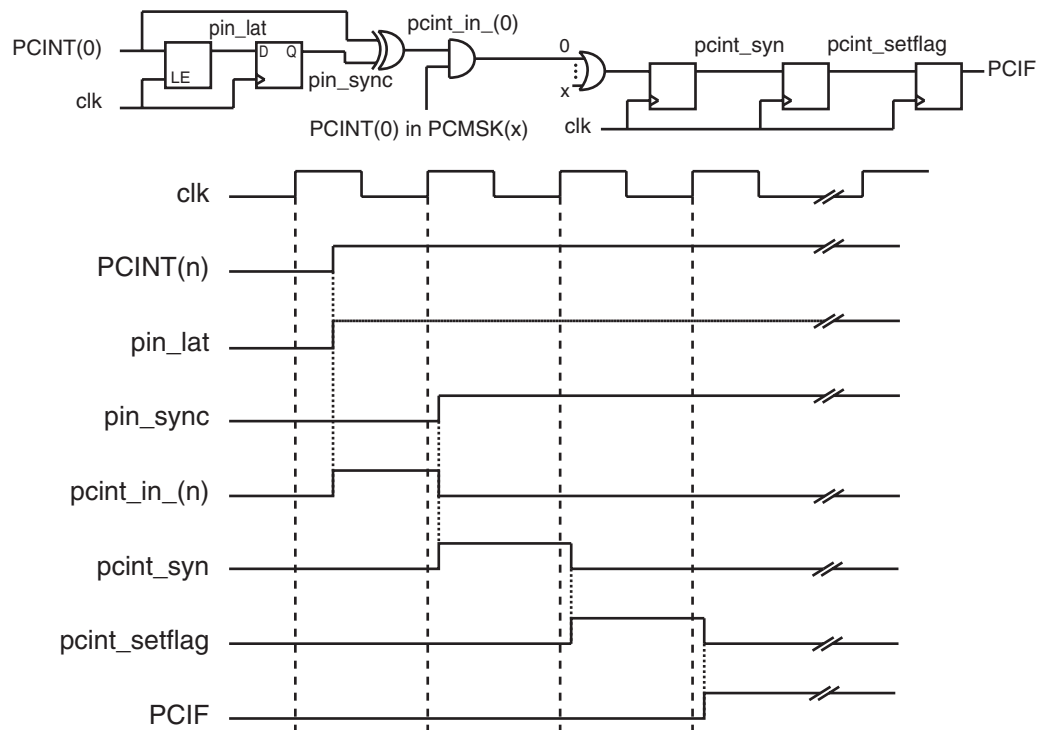 PCINT(0)
clk
pin_lat
LE
D Q
pin_sync
pcint_in_(0)
PCINT(0) in PCMSK(x)
0
x
clk
pcint_syn
pcint_setflag
PCIF
clk
PCINT(n)
pin_lat
pin_sync
pcint_in_(n)
pcint_syn
pcint_setflag
PCIF